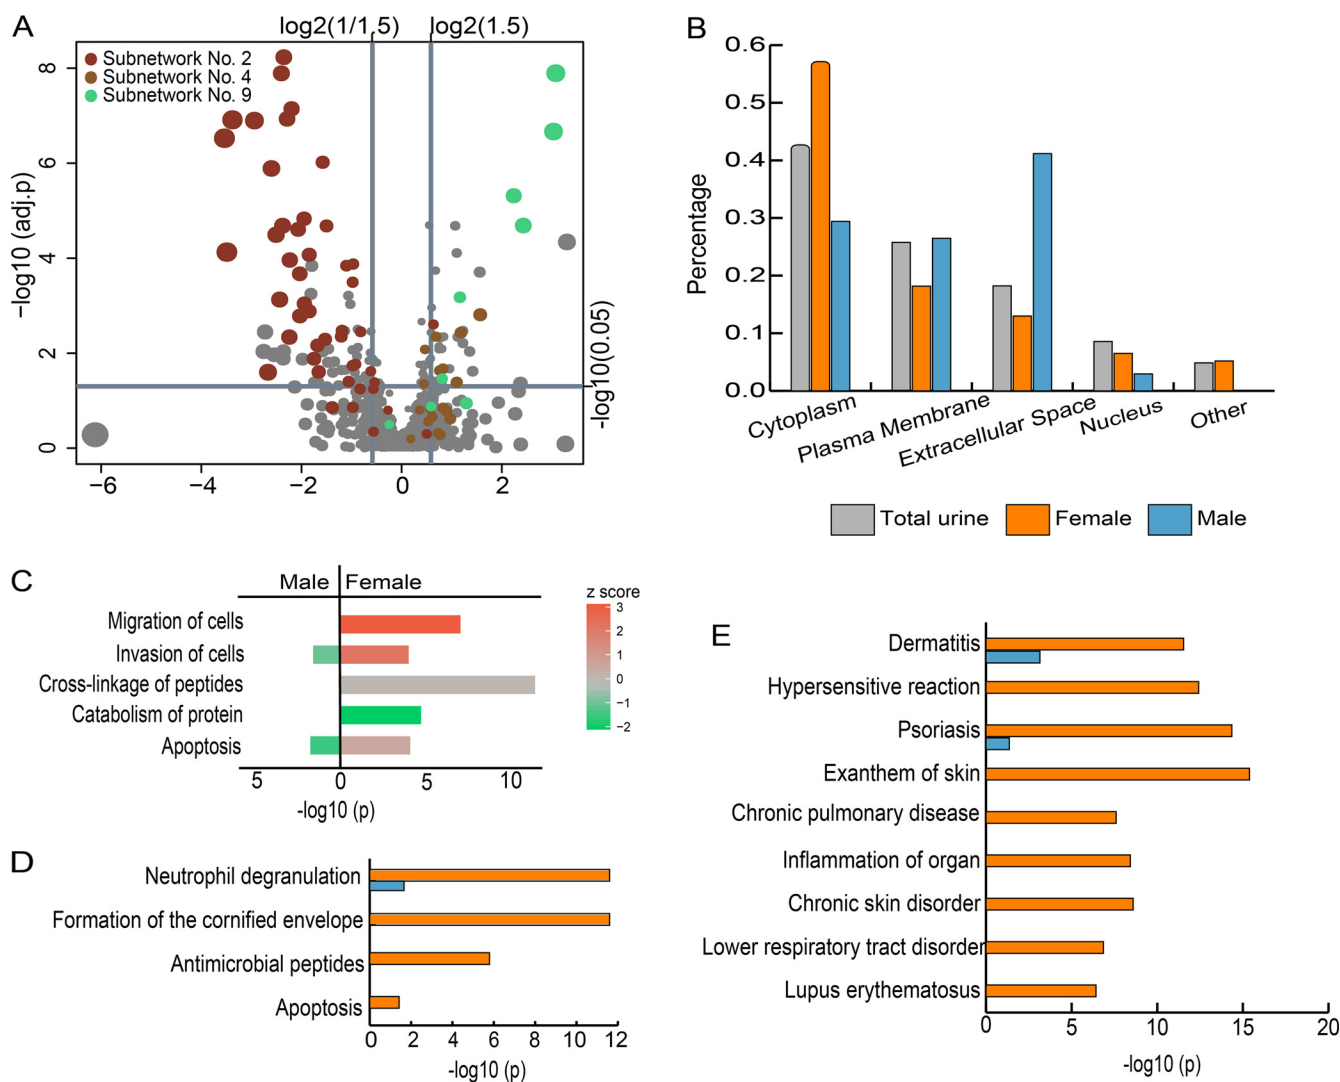 A
log2(1/1.5)
log2(1.5)
Subnetwork No. 2
Subnetwork No. 4
Subnetwork No. 9
−log10 (adj.p)
8
6
4
2
0
−6
−4
−2
0
2
-log10(0.05)
B
Percentage
0.6
0.5
0.4
0.3
0.2
0.1
0.0
Cytoplasm
Plasma Membrane
Extracellular Space
Nucleus
Other
Total urine
Female
Male
C
Male
Female
Migration of cells
Invasion of cells
Cross-linkage of peptides
Catabolism of protein
Apoptosis
5
0
5
10
-log10 (p)
z score
3
2
1
0
−1
−2
D
Neutrophil degranulation
Formation of the cornified envelope
Antimicrobial peptides
Apoptosis
0 2 4 6 8 10 12
-log10 (p)
E
Dermatitis
Hypersensitive reaction
Psoriasis
Exanthem of skin
Chronic pulmonary disease
Inflammation of organ
Chronic skin disorder
Lower respiratory tract disorder
Lupus erythematosus
0 5 10 15 20
-log10 (p)